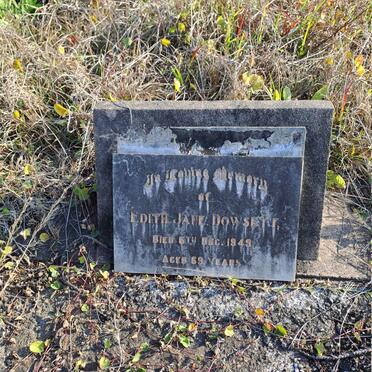 In Loving Memory
of
EDITH JANE DOWSETT.
DIED 6TH DEC. 1949
AGED 69 YEARS